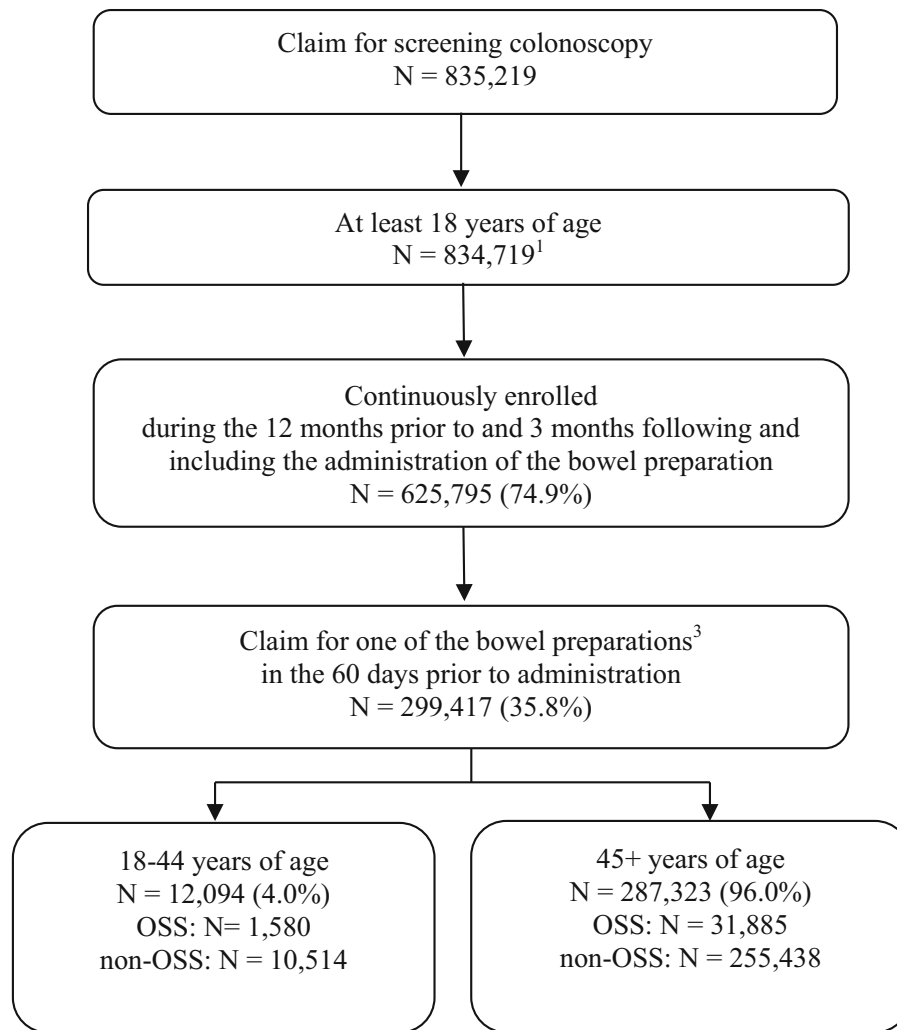 Claim for screening colonoscopy
N = 835,219
At least 18 years of age
N = 834,719¹
Continuously enrolled
during the 12 months prior to and 3 months following and
including the administration of the bowel preparation
N = 625,795 (74.9%)
Claim for one of the bowel preparations³
in the 60 days prior to administration
N = 299,417 (35.8%)
18-44 years of age
N = 12,094 (4.0%)
OSS: N= 1,580
non-OSS: N = 10,514
45+ years of age
N = 287,323 (96.0%)
OSS: N = 31,885
non-OSS: N = 255,438